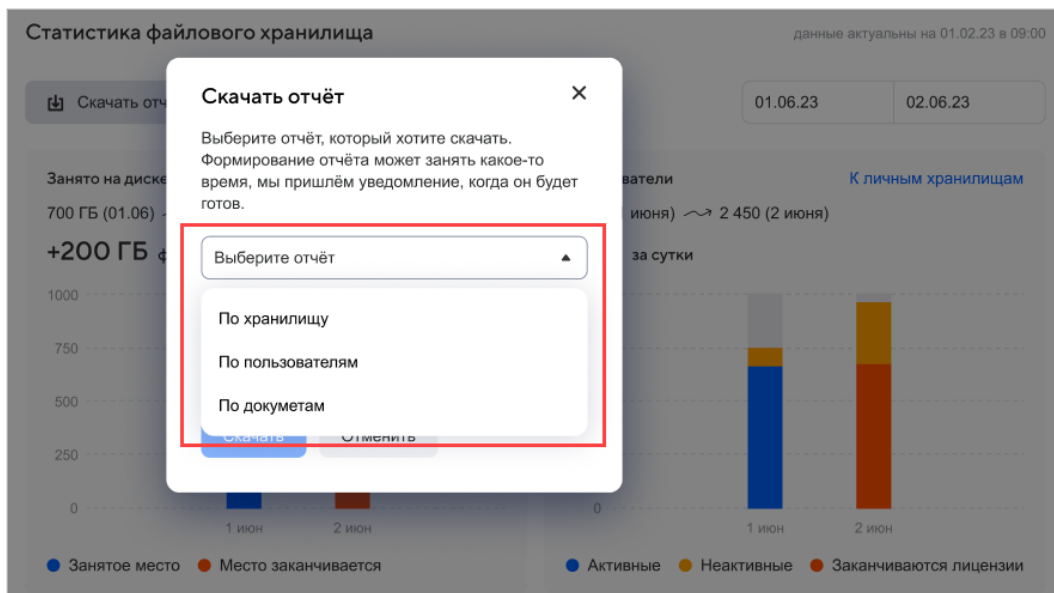 Статистика файлового хранилища
данные актуальны на 01.02.23 в 09:00
Скачать отч
01.06.23
02.06.23
Скачать отчёт
Выберите отчёт, который хотите скачать.
Формирование отчёта может занять какое-то
время, мы пришлём уведомление, когда он будет
готов.
Выберите отчёт
По хранилищу
По пользователям
По докуметам
Скачать
Отменить
Занято на диске
700 ГБ (01.06)
+200 ГБ
1000
750
500
250
0
1 июн
2 июн
Занятое место
Место заканчивается
ватели
К личным хранилищам
июня) 2 450 (2 июня)
за сутки
0
1 июн
2 июн
Активные
Неактивные
Заканчиваются лицензии